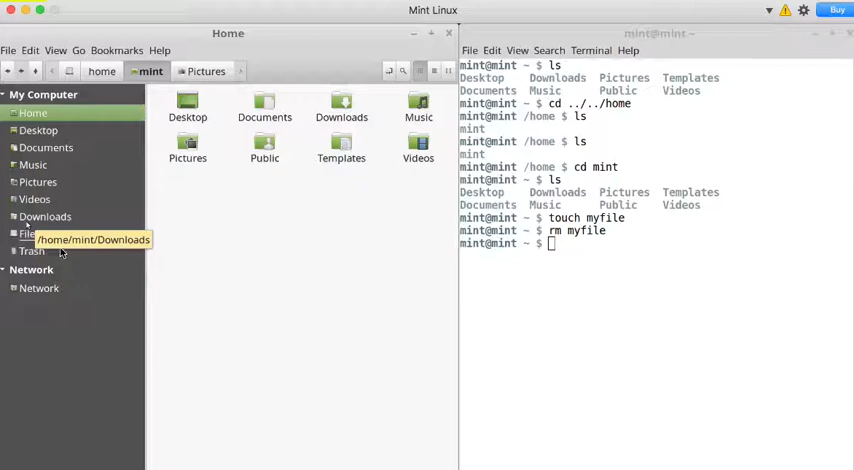 Mint Linux
Buy
Home
File Edit View Go Bookmarks Help
home mint Pictures
My Computer
Home
Desktop
Documents
Music
Pictures
Videos
Downloads
File
/home/mint/Downloads
Trash
Network
Network
Desktop Documents Downloads Music
Pictures Public Templates Videos
mint@mint ~
File Edit View Search Terminal Help
mint@mint ~ $ ls
Desktop Downloads Pictures Templates
Documents Music Public Videos
mint@mint ~ $ cd ../../home
mint@mint /home $ ls
mint
mint@mint /home $ ls
mint
mint@mint /home $ cd mint
mint@mint ~ $ ls
Desktop Downloads Pictures Templates
Documents Music Public Videos
mint@mint ~ $ touch myfile
mint@mint ~ $ rm myfile
mint@mint ~ $